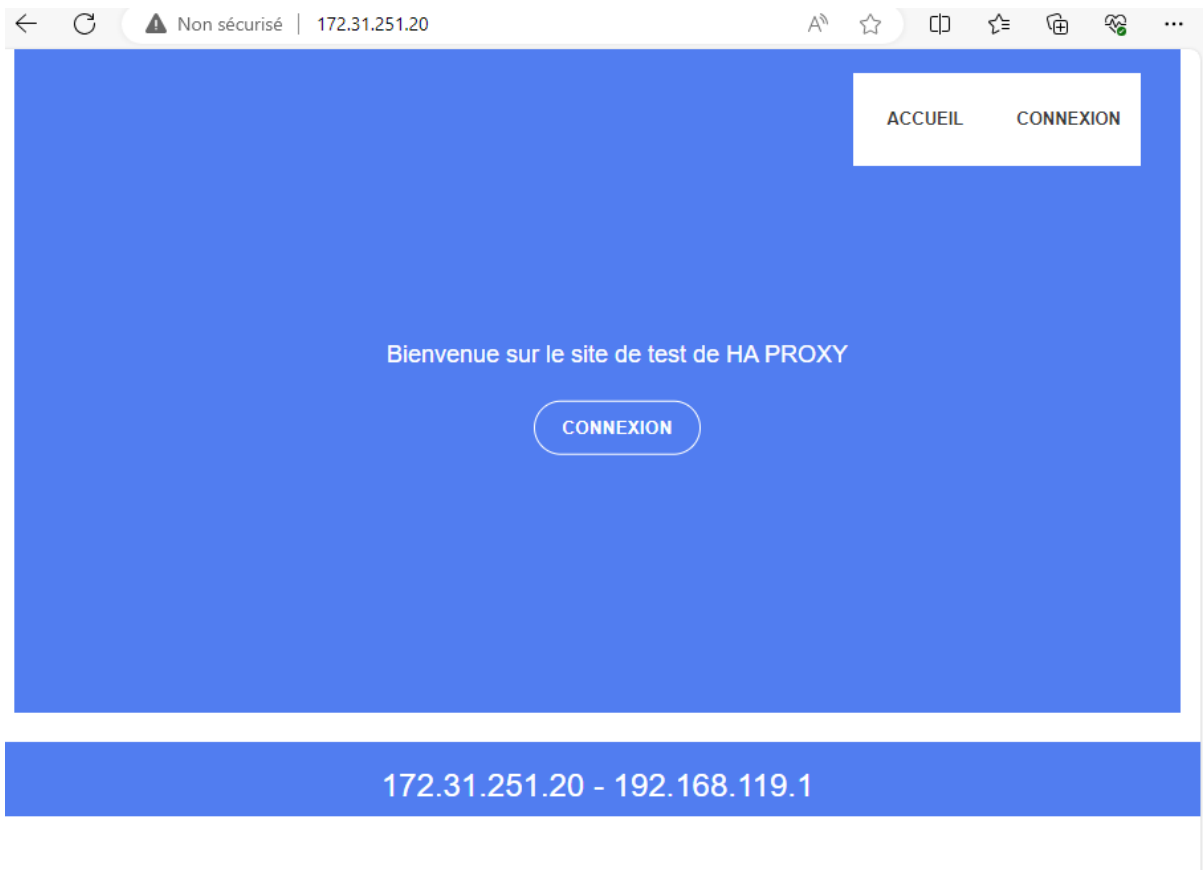 Non sécurisé | 172.31.251.20
ACCUEIL CONNEXION
Bienvenue sur le site de test de HA PROXY
CONNEXION
172.31.251.20 - 192.168.119.1